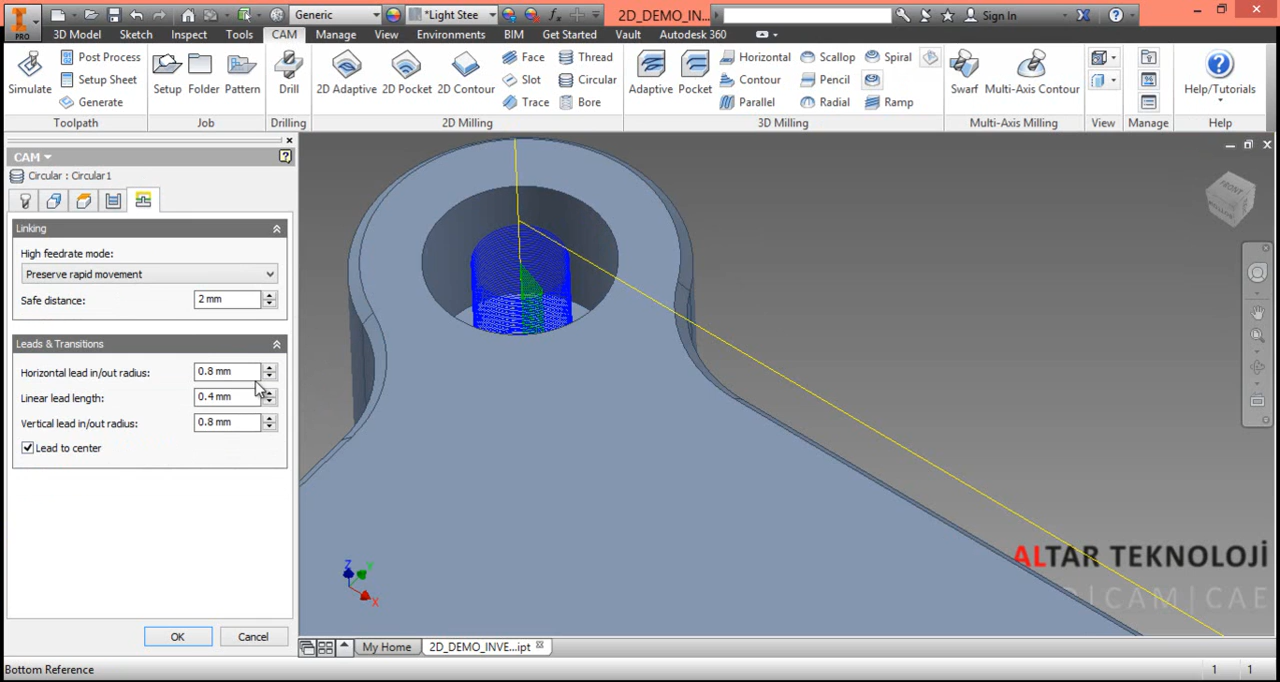 PRO
Generic
*Light Stee
2D_DEMO_IN...
Sign In
3D Model
Sketch
Inspect
Tools
CAM
Manage
View
Environments
BIM
Get Started
Vault
Autodesk 360
Simulate
Post Process
Setup Sheet
Generate
Toolpath
Setup
Folder
Pattern
Job
Drill
Drilling
2D Adaptive
2D Pocket
2D Contour
Face
Slot
Trace
Thread
Circular
Bore
2D Milling
Adaptive
Pocket
Horizontal
Contour
Parallel
Scallop
Pencil
Radial
Spiral
Ramp
3D Milling
Swarf
Multi-Axis Contour
Multi-Axis Milling
View
Manage
Help/Tutorials
Help
CAM
Circular : Circular1
Linking
High feedrate mode:
Preserve rapid movement
Safe distance:
2 mm
Leads & Transitions
Horizontal lead in/out radius:
0.8 mm
Linear lead length:
0.4 mm
Vertical lead in/out radius:
0.8 mm
Lead to center
OK
Cancel
FRONT
Z
Y
X
ALTAR TEKNOLOJİ
D|CAM|CAE
My Home
2D_DEMO_INVE...ipt
Bottom Reference
1
1